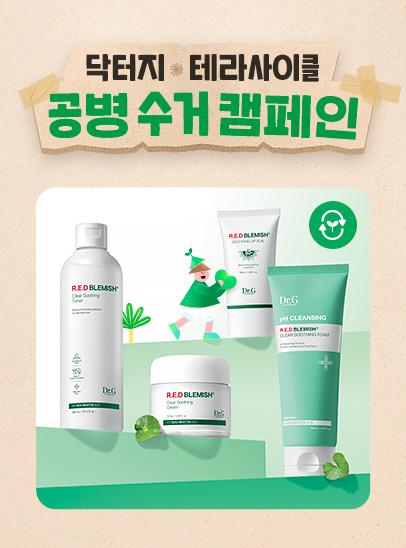 닥터지 테라사이클
공병 수거 캠페인
R.E.D BLEMISH
Clear Soothing
Toner
Dr.G
R.E.D BLEMISH
SOOTHING UP SUN
Dr.G
R.E.D BLEMISH
Clear Soothing
Cream
Dr.G
Dr.G
pH CLEANSING
R.E.D BLEMISH
CLEAR SOOTHING FOAM